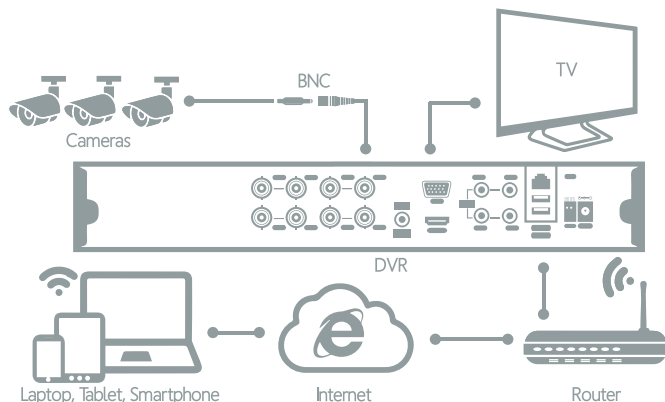 BNC
TV
Cameras
DVR
Laptop, Tablet, Smartphone
Internet
Router